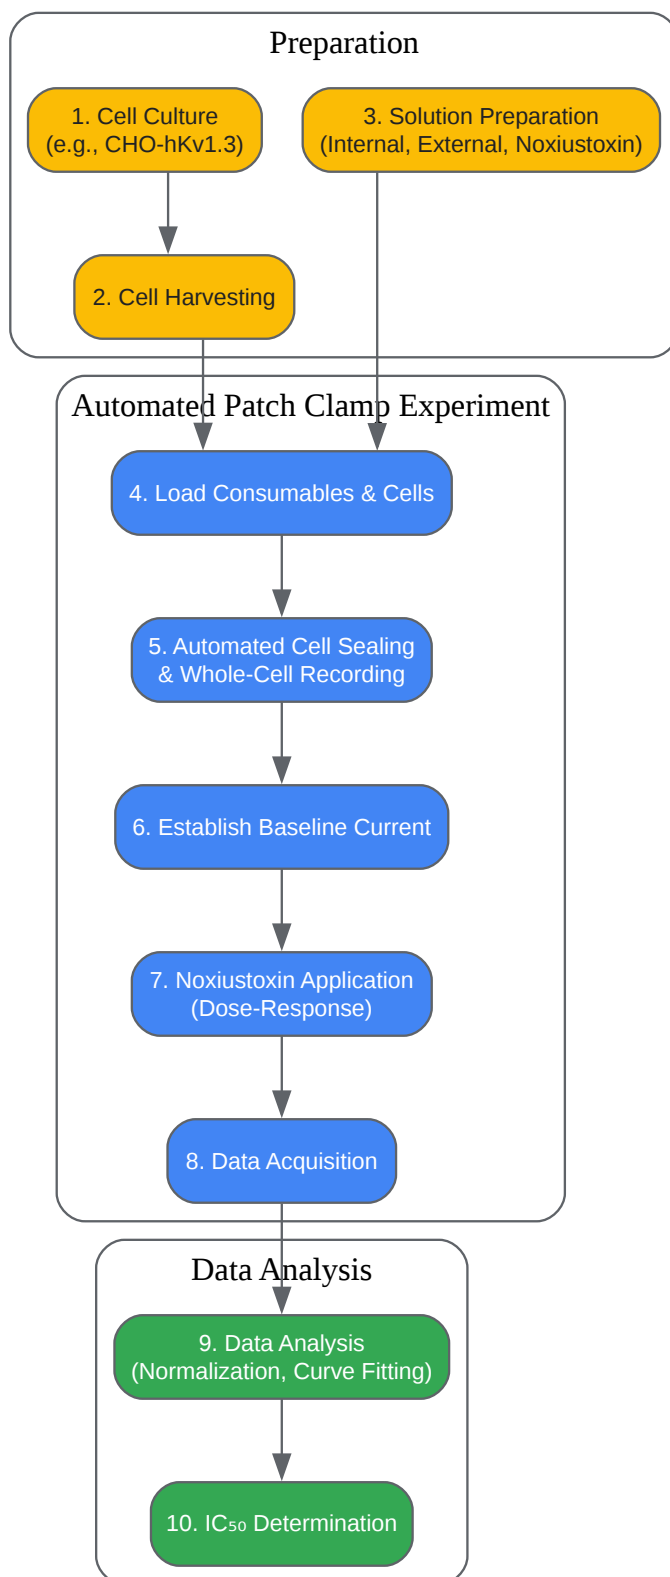 Preparation
1. Cell Culture
(e.g., CHO-hKv1.3)
3. Solution Preparation
(Internal, External, Noxiustoxin)
2. Cell Harvesting
Automated Patch Clamp Experiment
4. Load Consumables & Cells
5. Automated Cell Sealing
& Whole-Cell Recording
6. Establish Baseline Current
7. Noxiustoxin Application
(Dose-Response)
8. Data Acquisition
Data Analysis
9. Data Analysis
(Normalization, Curve Fitting)
10. IC₅₀ Determination